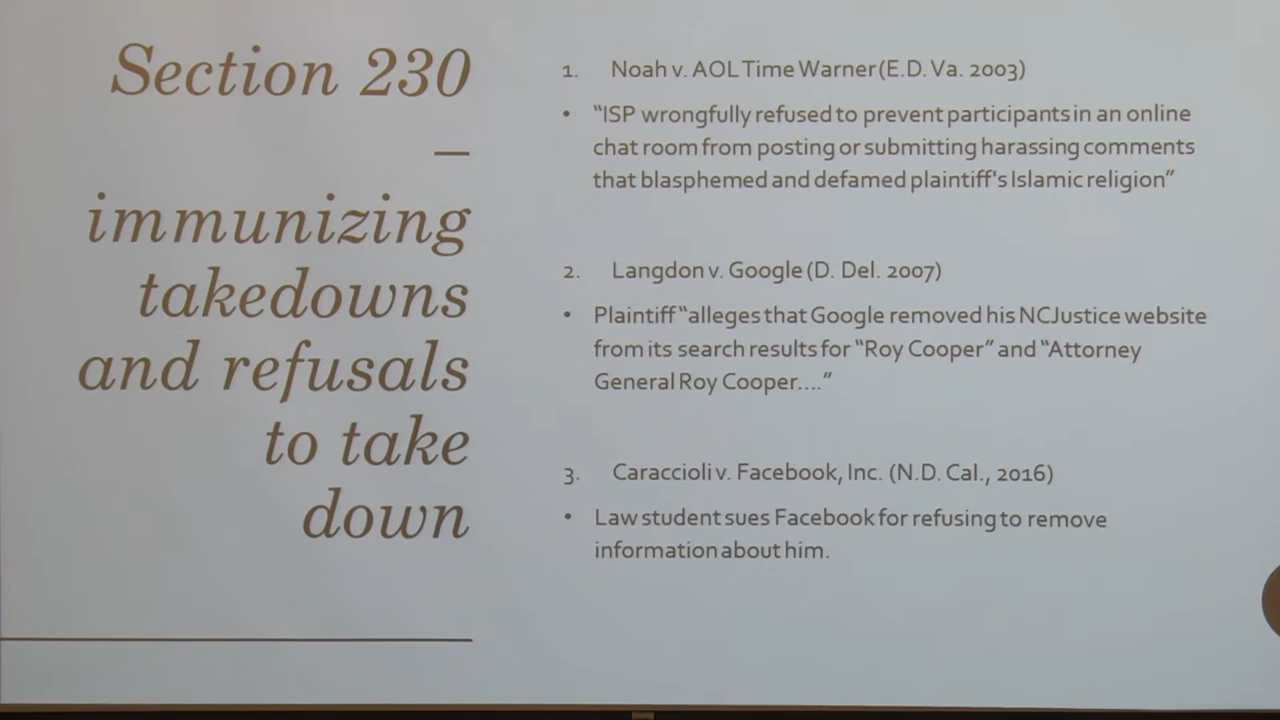 Section 230
–
immunizing
takedowns
and refusals
to take
down
1. Noah v. AOL Time Warner (E.D. Va. 2003)
• “ISP wrongfully refused to prevent participants in an online
chat room from posting or submitting harassing comments
that blasphemed and defamed plaintiff's Islamic religion”
2. Langdon v. Google (D. Del. 2007)
• Plaintiff “alleges that Google removed his NCJustice website
from its search results for “Roy Cooper” and “Attorney
General Roy Cooper....”
3. Caraccioli v. Facebook, Inc. (N.D. Cal., 2016)
• Law student sues Facebook for refusing to remove
information about him.